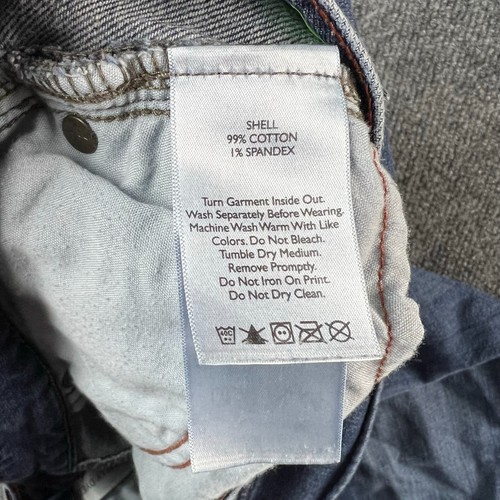 SHELL
99% COTTON
1% SPANDEX
Turn Garment Inside Out.
Wash Separately Before Wearing.
Machine Wash Warm With Like
Colors. Do Not Bleach.
Tumble Dry Medium.
Remove Promptly.
Do Not Iron On Print.
Do Not Dry Clean.
40C